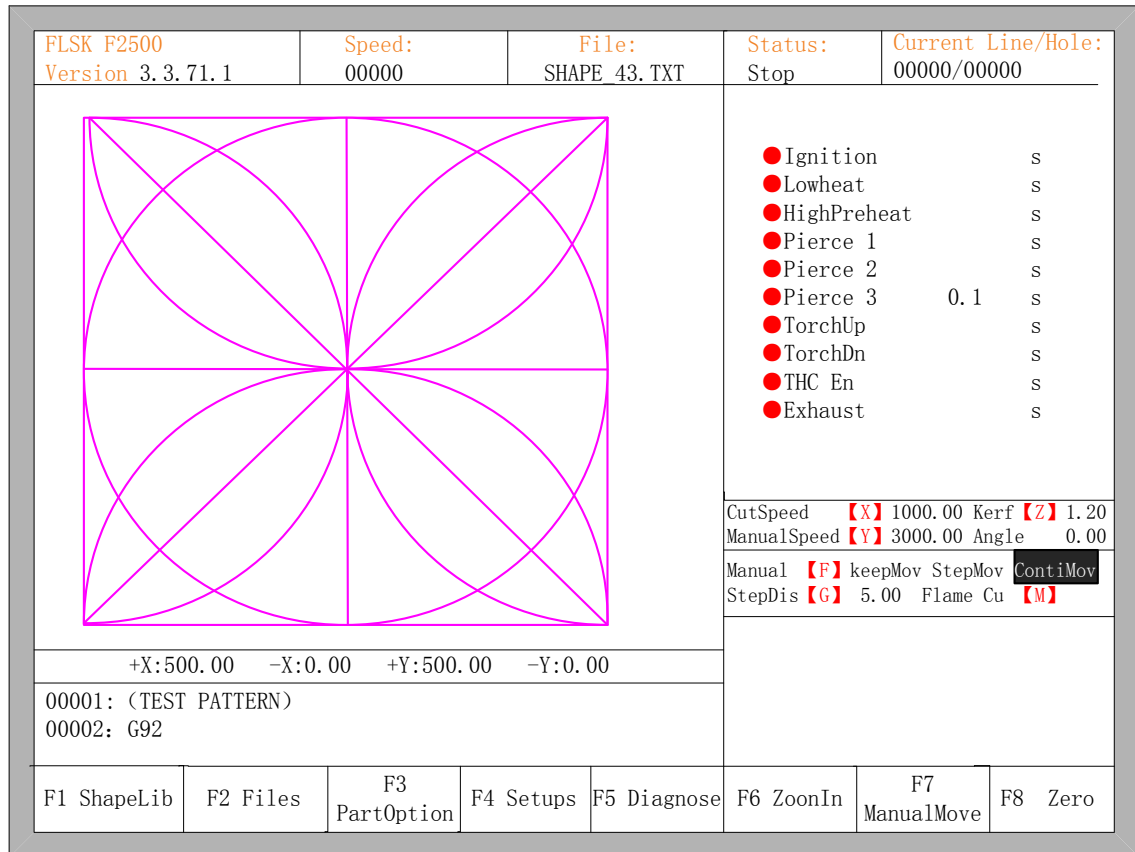 FLSK F2500
Version 3.3.71.1
Speed:
00000
File:
SHAPE_43.TXT
Status:
Stop
Current Line/Hole:
00000/00000
Ignition s
Lowheat s
HighPreheat s
Pierce 1 s
Pierce 2 s
Pierce 3 0.1 s
TorchUp s
TorchDn s
THC En s
Exhaust s
CutSpeed 【X】 1000.00 Kerf 【Z】 1.20
ManualSpeed 【Y】 3000.00 Angle 0.00
Manual 【F】 keepMov StepMov ContiMov
StepDis 【G】 5.00 Flame Cu 【M】
+X:500.00 -X:0.00 +Y:500.00 -Y:0.00
00001: (TEST PATTERN)
00002: G92
F1 ShapeLib
F2 Files
F3
PartOption
F4 Setups
F5 Diagnose
F6 ZoonIn
F7
ManualMove
F8 Zero